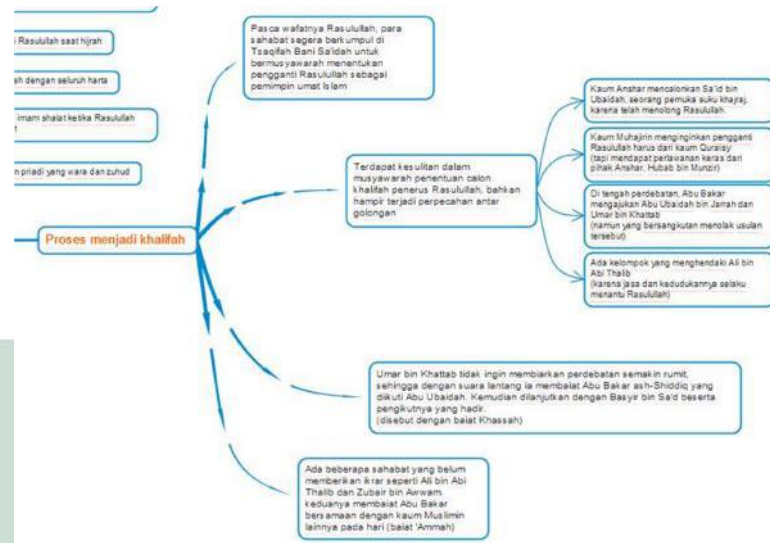 Rasulullah saat hijrah
ah dengan seluruh harta
imam shalat ketika Rasulullah
t
n priadi yang wara dan zuhud
Proses menjadi khalifah
Pasca wafatnya Rasulullah, para
sahabat segera berkumpul di
Tsaqifah Bani Sa'idah untuk
bermusyawarah menentukan
pengganti Rasulullah sebagai
pemimpin umat Islam
Terdapat kesulitan dalam
musyawarah penentuan calon
khalifah penerus Rasulullah, bahkan
hampir terjadi perpecahan antar
golongan
Kaum Anshar mencalonkan Sa'id bin
Ubaidah, seorang pemuka suku khajraj,
karena telah menolong Rasulullah.
Kaum Muhajirin menginginkan pengganti
Rasulullah harus dari kaum Quraisy
(tapi mendapat perlawanan keras dari
pihak Anshar, Hubab bin Munzir)
Di tengah perdebatan, Abu Bakar
mengajukan Abu Ubaidah bin Jarrah dan
Umar bin Khattab
(namun yang bersangkutan menolak usulan
tersebut)
Ada kelompok yang menghendaki Ali bin
Abi Thalib
(karena jasa dan kedudukannya selaku
menantu Rasulullah)
Umar bin Khattab tidak ingin membiarkan perdebatan semakin rumit,
sehingga dengan suara lantang ia membaiat Abu Bakar ash-Shiddiq yang
diikuti Abu Ubaidah. Kemudian dilanjutkan dengan Basyir bin Sa'd beserta
pengikutnya yang hadir.
(disebut dengan baiat Khassah)
Ada beberapa sahabat yang belum
memberikan ikrar seperti Ali bin Abi
Thalib dan Zubair bin Awwam.
keduanya membaiat Abu Bakar
bersamaan dengan kaum Muslimin
lainnya pada hari (baiat 'Ammah)